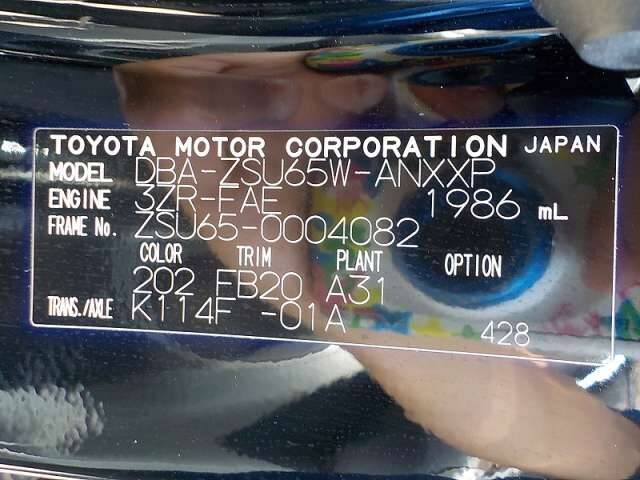 TOYOTA MOTOR CORPORATION JAPAN
MODEL DBA-ZSU65W-ANXXP
ENGINE 3ZR-FAE 1986 mL
FRAME No. ZSU65-0004082
COLOR TRIM PLANT OPTION
202 FB20 A31
TRANS./AXLE K114F -01A
428